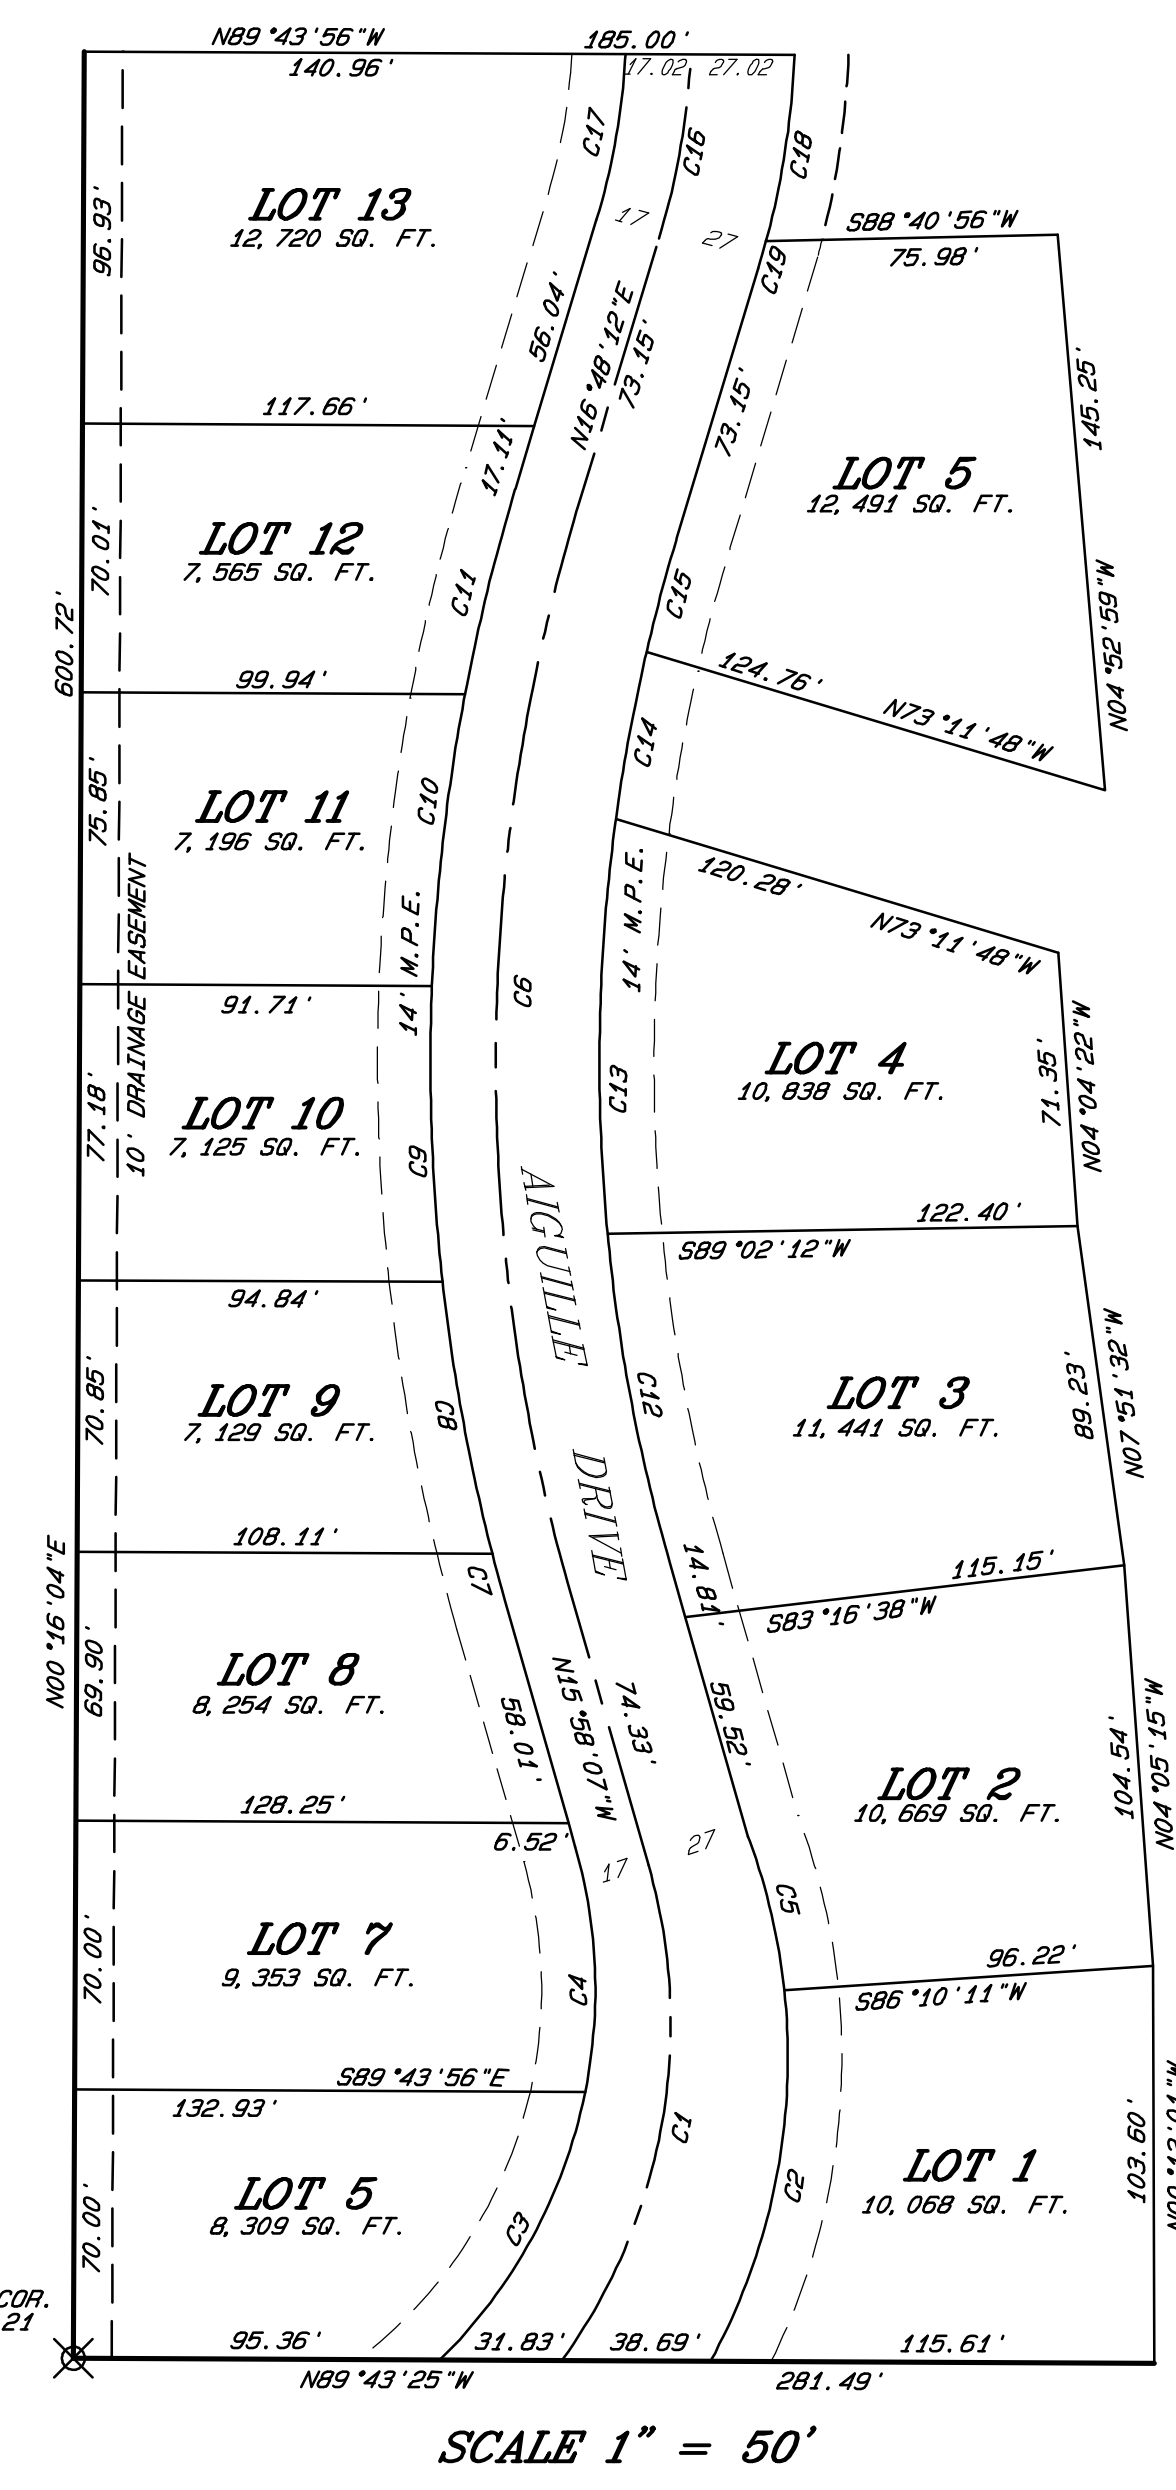 N89°43'56"W
185.00'
140.96'
17.02
27.02
C17
C16
C18
LOT 13
12,720 SQ. FT.
96.93'
17
27
S88°40'56"W
75.98'
C19
56.04'
N16°48'12"E
73.15'
73.15'
145.25'
117.66'
17.11'
LOT 5
12,491 SQ. FT.
LOT 12
7,565 SQ. FT.
70.01'
C11
C15
N04°52'59"W
600.72'
99.94'
124.76'
N73°11'48"W
C14
75.85'
LOT 11
7,196 SQ. FT.
C10
10' DRAINAGE EASEMENT
14' M.P.E.
14' M.P.E.
120.28'
N73°11'48"W
C6
91.71'
71.35'
N04°04'22"W
LOT 4
10,838 SQ. FT.
C13
77.18'
LOT 10
7,125 SQ. FT.
C9
AIGUILLE DRIVE
122.40'
S89°02'12"W
94.84'
70.85'
LOT 9
7,129 SQ. FT.
C8
C12
LOT 3
11,441 SQ. FT.
89.23'
N07°51'32"W
108.11'
C7
14.81'
115.15'
S83°16'38"W
N00°16'04"E
69.90'
LOT 8
8,254 SQ. FT.
58.01'
N15°58'07"W
74.33'
59.52'
LOT 2
10,669 SQ. FT.
104.54'
N04°05'15"W
128.25'
6.52'
17
27
C5
LOT 7
9,353 SQ. FT.
70.00'
C4
96.22'
S86°10'11"W
S89°43'56"E
132.93'
C1
C2
LOT 1
10,068 SQ. FT.
103.60'
LOT 5
8,309 SQ. FT.
70.00'
C3
COR.
21
95.36'
31.83'
38.69'
115.61'
N89°43'25"W
281.49'
SCALE 1" = 50'